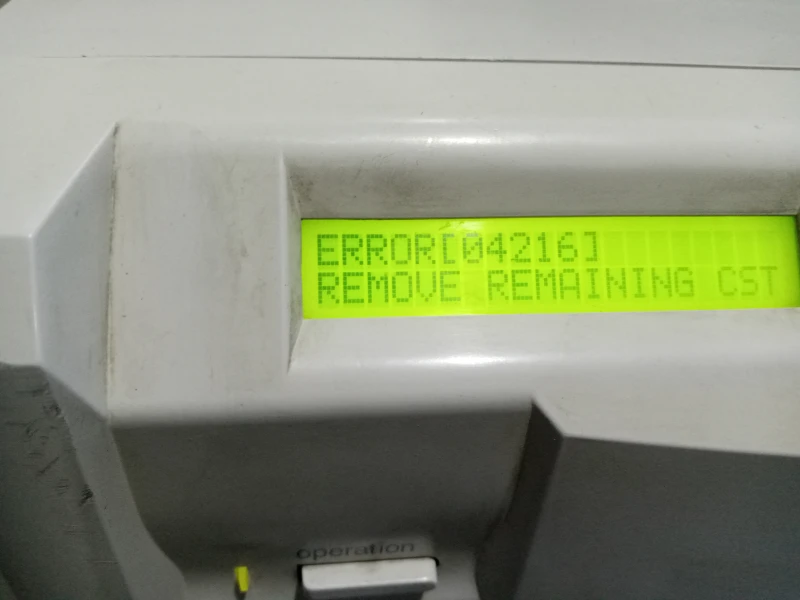 ERROR[04216]
REMOVE REMAINING CST
operation